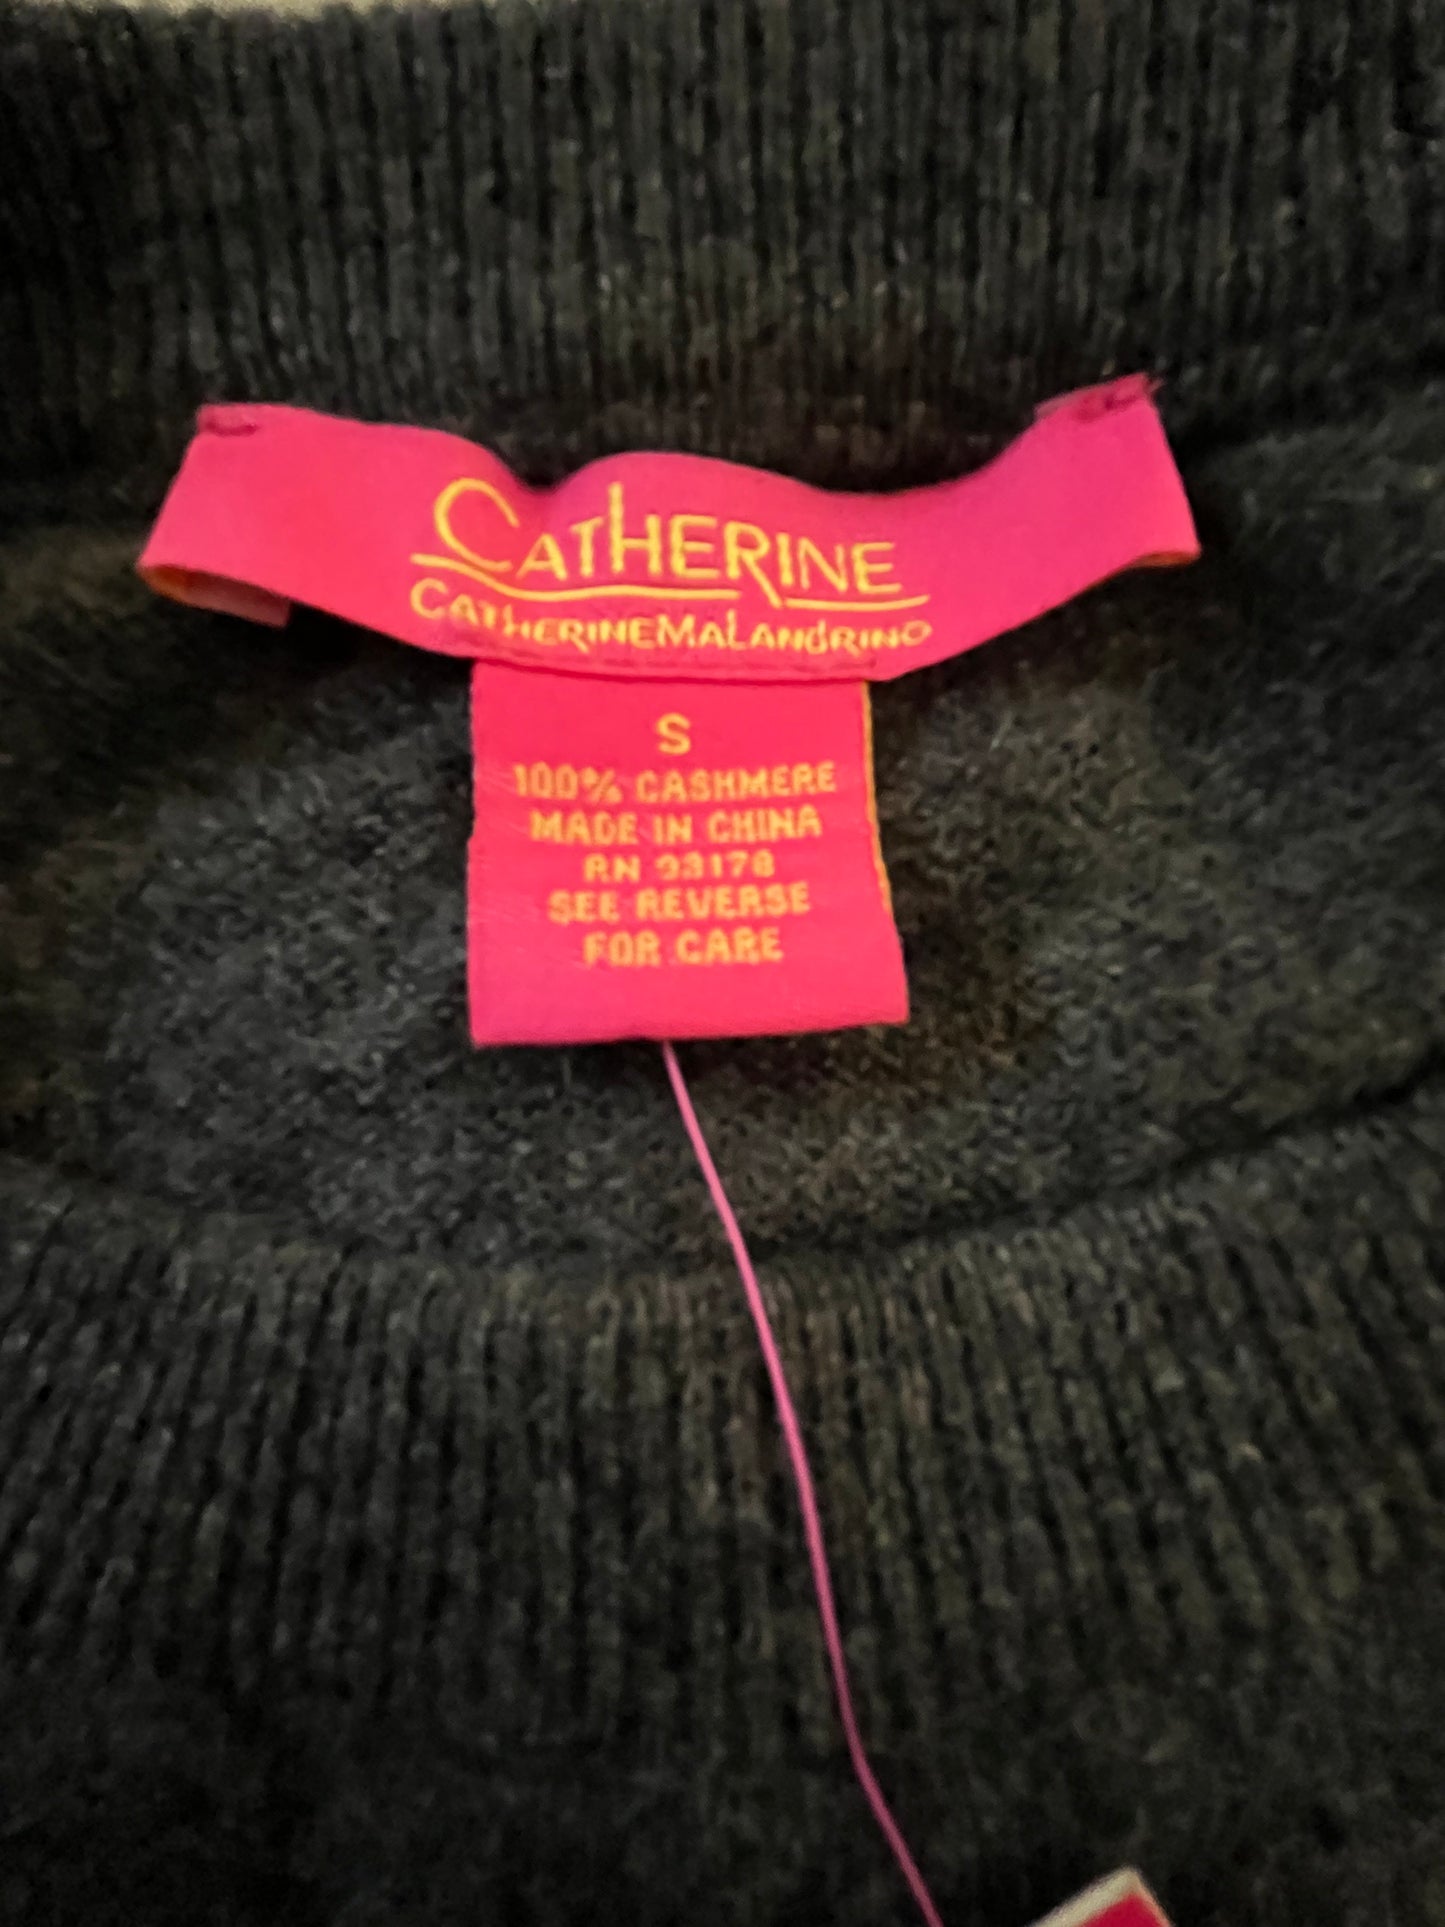 CATHERINE
CATHERINEMALANdRINO
S
100% CASHMERE
MADE IN CHINA
RN 93178
SEE REVERSE
FOR CARE